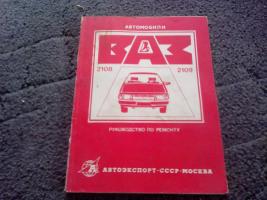 АВТОМОБИЛИ
ВАЗ
2108 2109
РУКОВОДСТВО ПО РЕМОНТУ
АВТОЭКСПОРТ·СССР·МОСКВА